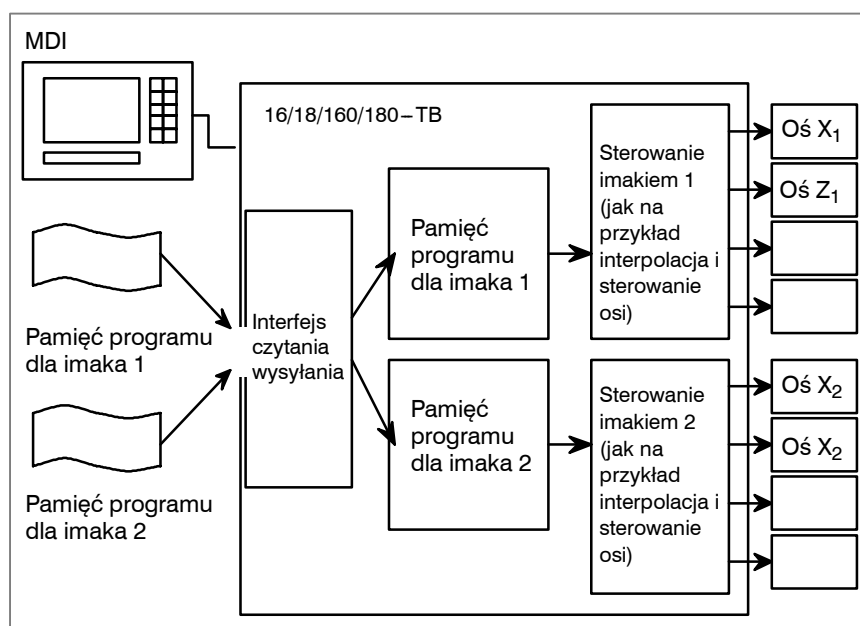 MDI
16/18/160/180–TB
Pamięć programu
dla imaka 1
Pamięć programu
dla imaka 2
Interfejs
czytania
wysyłania
Pamięć
programu
dla imaka 1
Pamięć
programu
dla imaka 2
Sterowanie
imakiem 1
(jak na
przykład
interpolacja i
sterowanie
osi)
Sterowanie
imakiem 2
(jak na
przykład
interpolacja i
sterowanie
osi)
Oś X1
Oś Z1
Oś X2
Oś X2